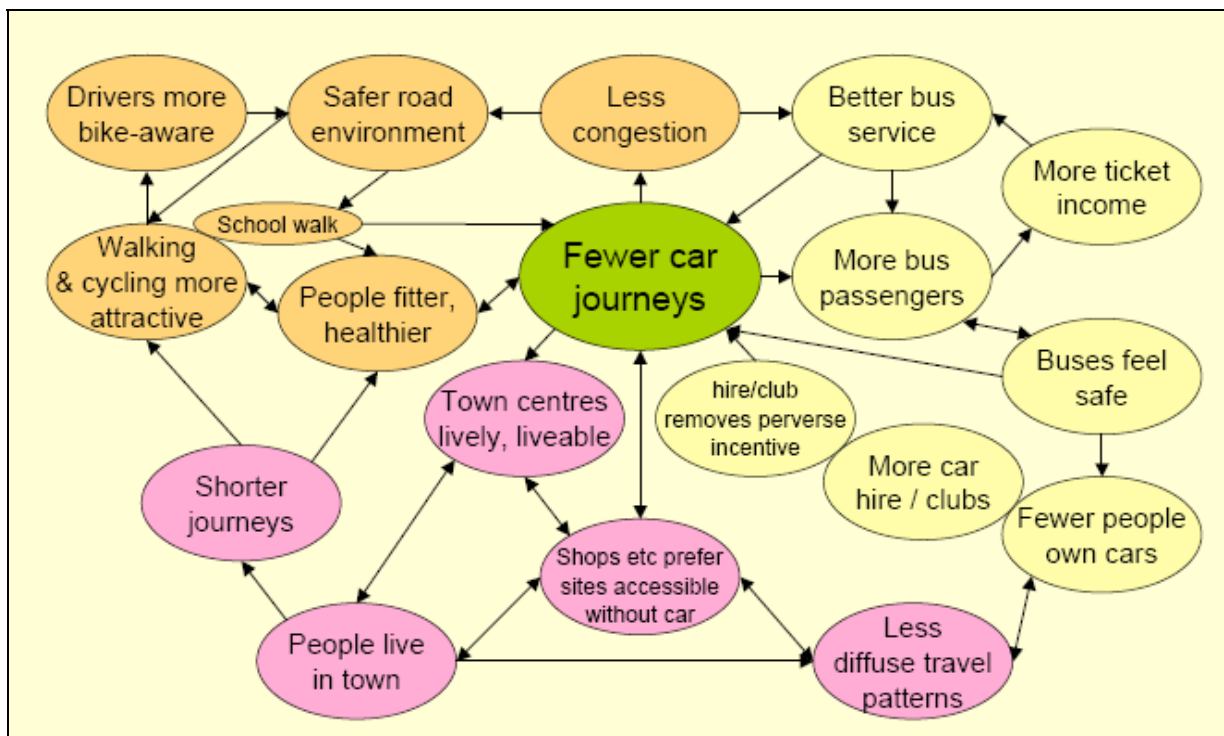 Drivers more
bike-aware
Safer road
environment
Less
congestion
Better bus
service
More ticket
income
School walk
Walking
& cycling more
attractive
People fitter,
healthier
Fewer car
journeys
More bus
passengers
Buses feel
safe
Town centres
lively, liveable
hire/club
removes perverse
incentive
More car
hire / clubs
Fewer people
own cars
Shorter
journeys
Shops etc prefer
sites accessible
without car
People live
in town
Less
diffuse travel
patterns